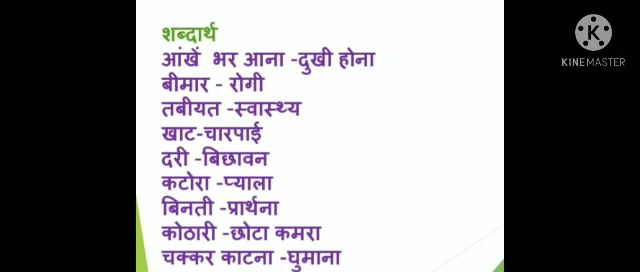 शब्दार्थ
आंखें भर आना -दुखी होना
बीमार - रोगी
तबीयत -स्वास्थ्य
खाट-चारपाई
दरी -बिछावन
कटोरा -प्याला
बिनती -प्रार्थना
कोठारी -छोटा कमरा
चक्कर काटना -घुमाना
K
KINEMASTER